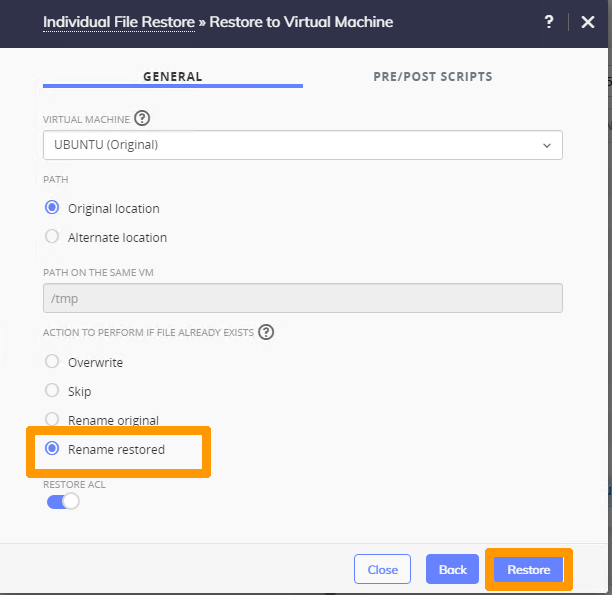 Individual File Restore » Restore to Virtual Machine ?
GENERAL PRE/POST SCRIPTS
VIRTUAL MACHINE ?
UBUNTU (Original)
PATH
Original location
Alternate location
PATH ON THE SAME VM
/tmp
ACTION TO PERFORM IF FILE ALREADY EXISTS ?
Overwrite
Skip
Rename original
Rename restored
RESTORE ACL
Close Back Restore